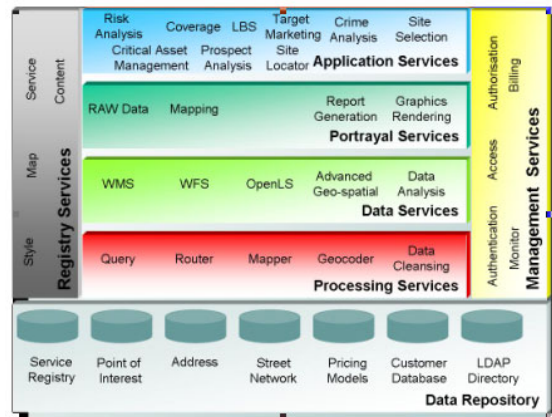 Risk
Analysis
Coverage
LBS
Target
Marketing
Crime
Analysis
Site
Selection
Critical Asset
Management
Prospect
Analysis
Site
Locator
Application Services
RAW Data
Mapping
Report
Generation
Graphics
Rendering
Portrayal Services
WMS
WFS
OpenLS
Advanced
Geo-spatial
Data
Analysis
Data Services
Query
Router
Mapper
Geocoder
Data
Cleansing
Processing Services
Service
Content
Map
Style
Registry Services
Authorisation
Billing
Access
Authentication
Monitor
Management Services
Service
Registry
Point of
Interest
Address
Street
Network
Pricing
Models
Customer
Database
LDAP
Directory
Data Repository